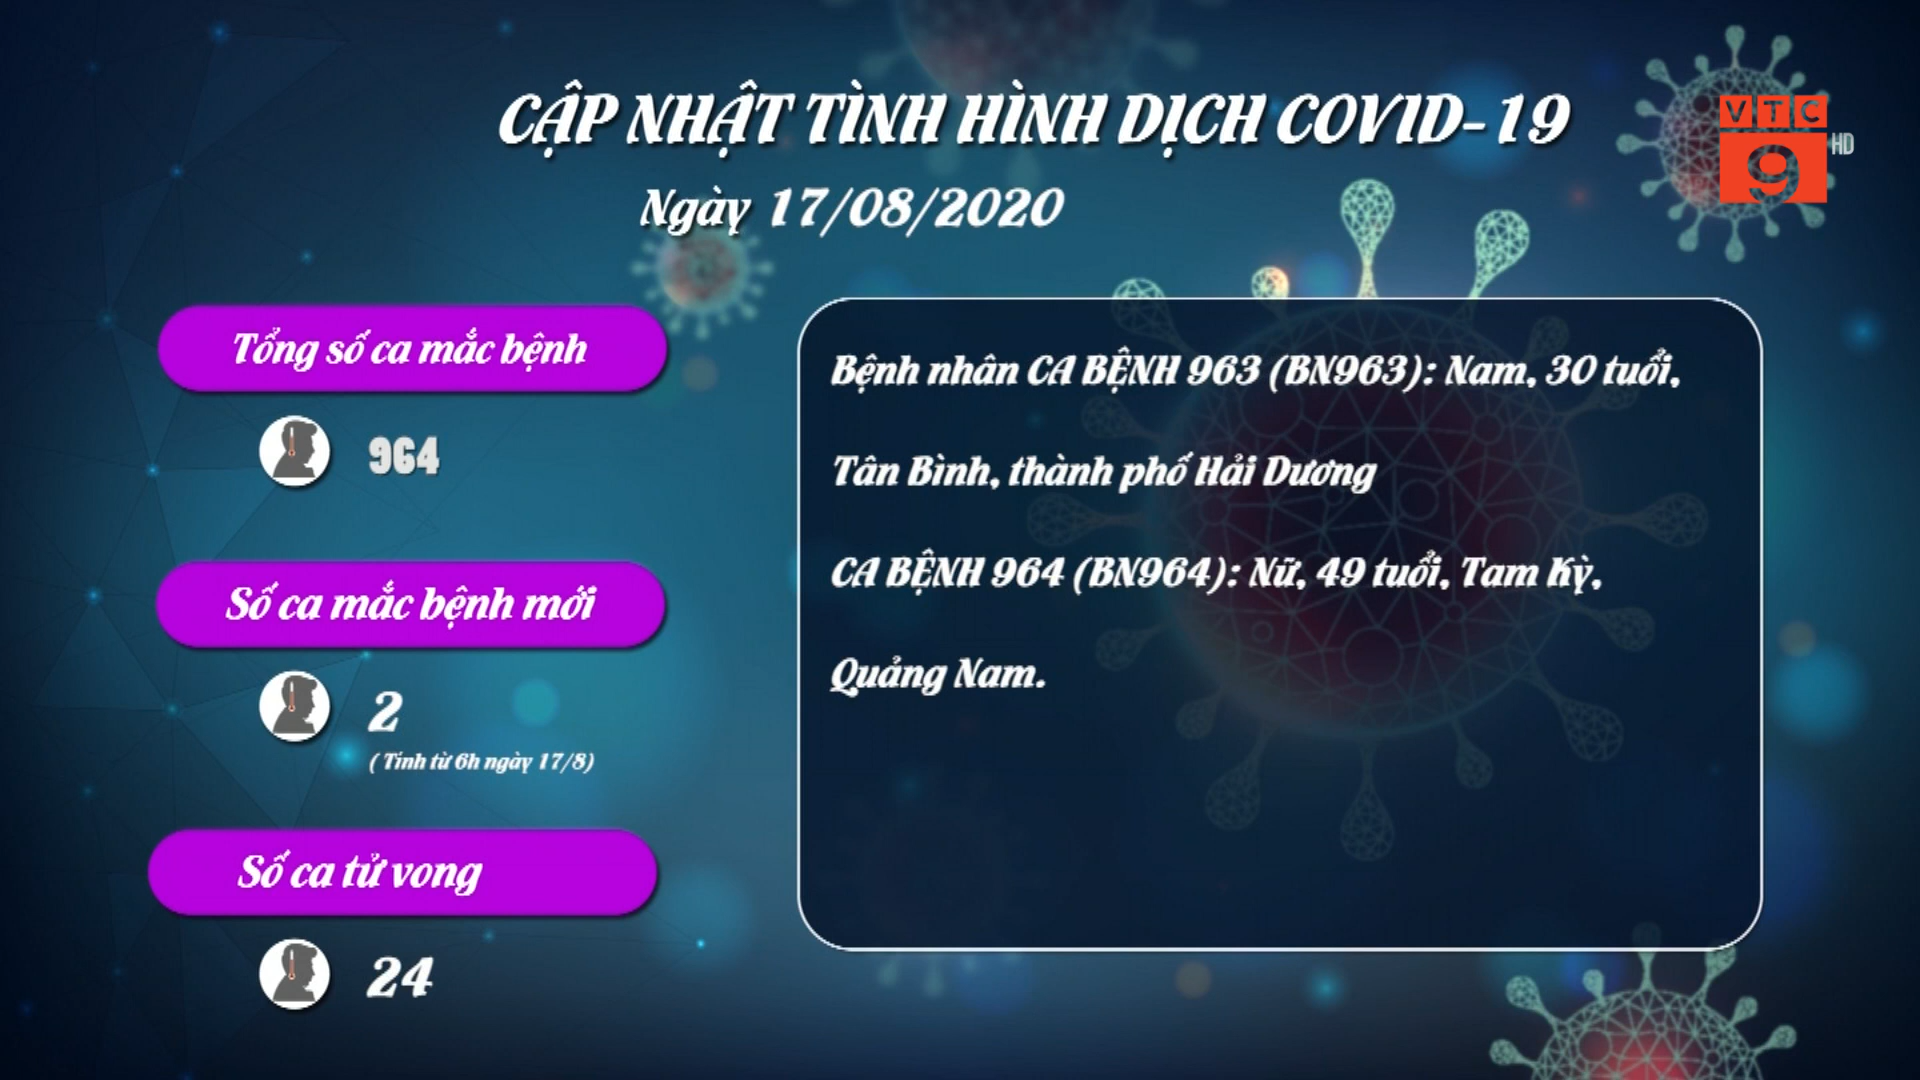 CẬP NHẬT TÌNH HÌNH DỊCH COVID-19
Ngày 17/08/2020
VTC
9
HD
Tổng số ca mắc bệnh
964
Số ca mắc bệnh mới
2
( Tính từ 6h ngày 17/8)
Số ca tử vong
24
Bệnh nhân CA BỆNH 963 (BN963): Nam, 30 tuổi,
Tân Bình, thành phố Hải Dương
CA BỆNH 964 (BN964): Nữ, 49 tuổi, Tam Kỳ,
Quảng Nam.